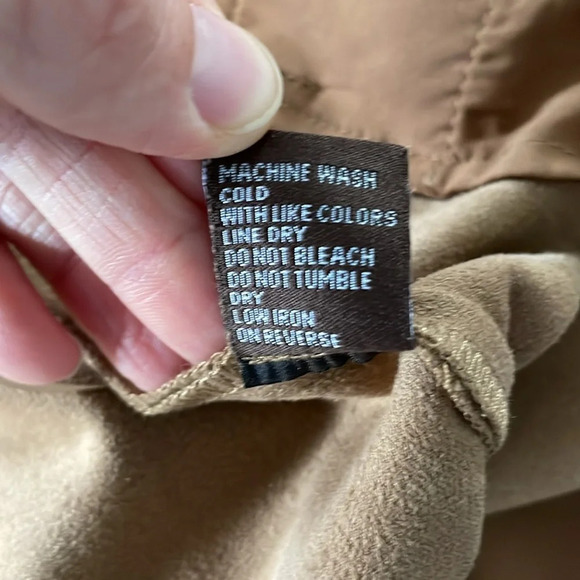 MACHINE WASH
COLD
WITH LIKE COLORS
LINE DRY
DO NOT BLEACH
DO NOT TUMBLE
DRY
LOW IRON
ON REVERSE